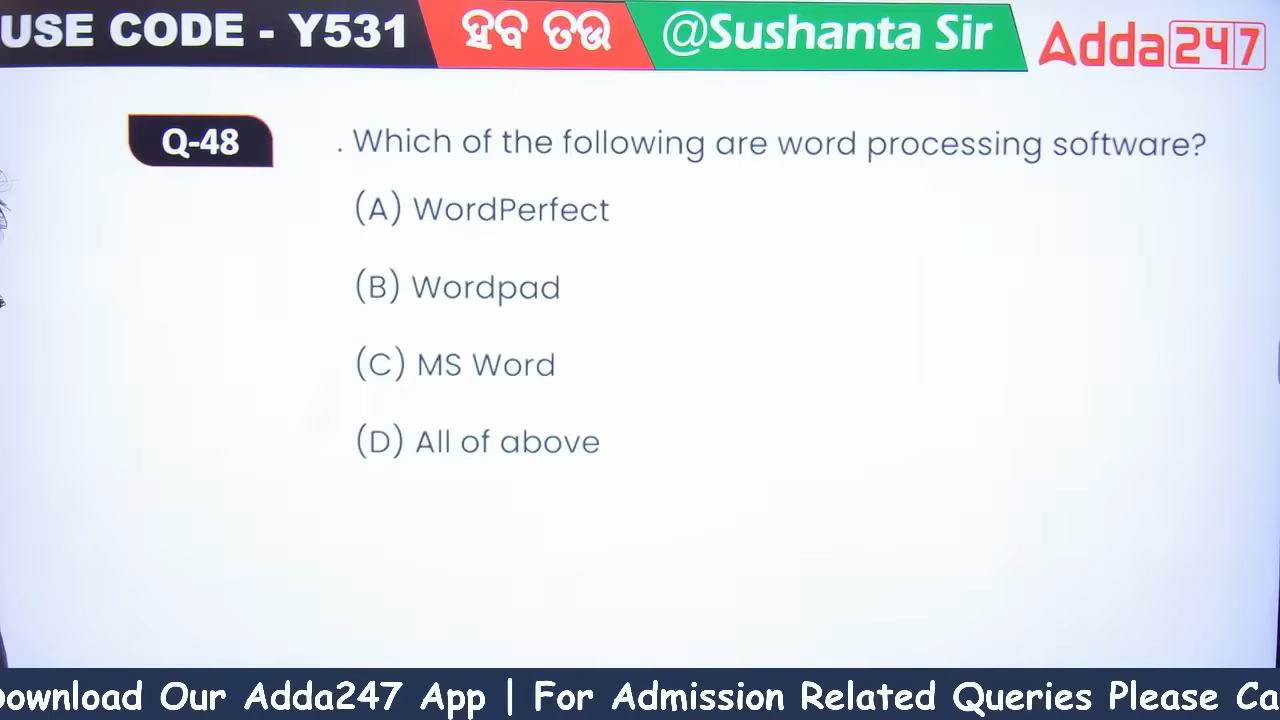 USE CODE - Y531
ହବ ତଉ
@Sushanta Sir
Adda247
Q-48
. Which of the following are word processing software?
(A) WordPerfect
(B) Wordpad
(C) MS Word
(D) All of above
Download Our Adda247 App | For Admission Related Queries Please Ca